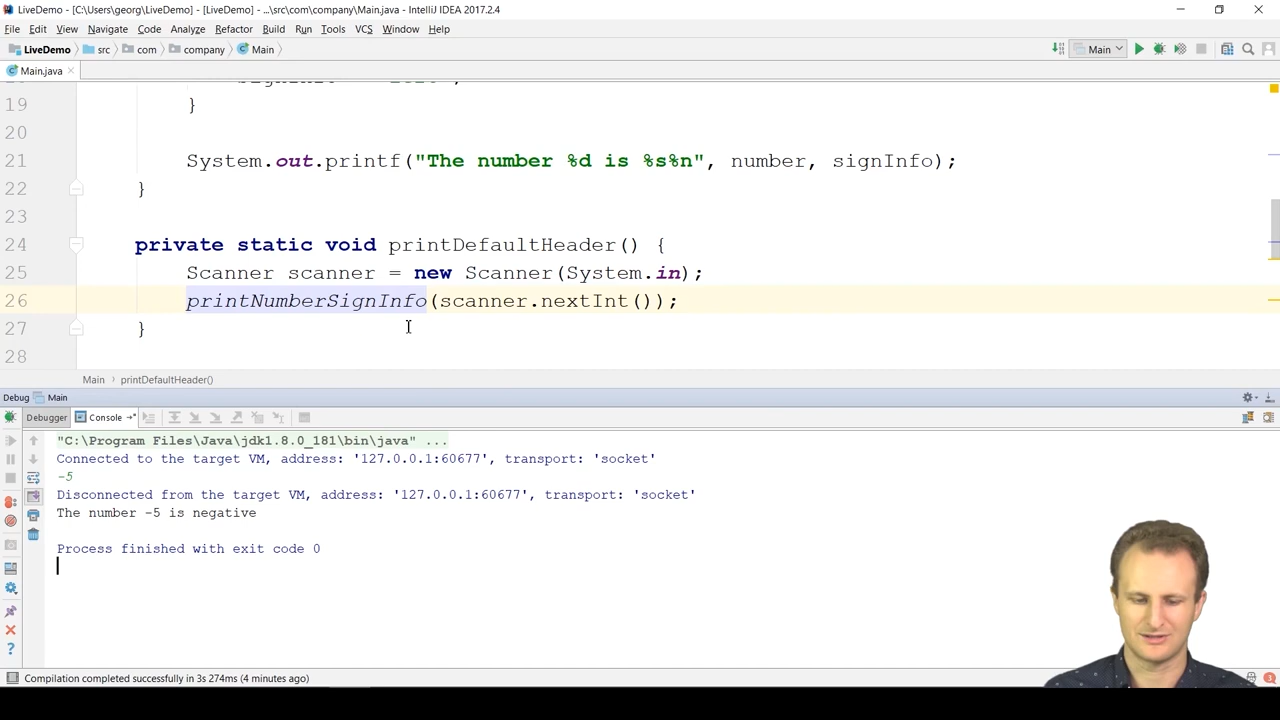 LiveDemo - [C:\Users\georg\LiveDemo] - [LiveDemo] - ...\src\com\company\Main.java - IntelliJ IDEA 2017.2.4
File Edit View Navigate Code Analyze Refactor Build Run Tools VCS Window Help
LiveDemo src com company Main Main
Main.java
19 }
20
21 System.out.printf("The number %d is %s%n", number, signInfo);
22 }
23
24 private static void printDefaultHeader() {
25 Scanner scanner = new Scanner(System.in);
26 printNumberSignInfo(scanner.nextInt());
27 }
28
Main › printDefaultHeader()
Debug Main
Debugger Console
"C:\Program Files\Java\jdk1.8.0_181\bin\java" ...
Connected to the target VM, address: '127.0.0.1:60677', transport: 'socket'
-5
Disconnected from the target VM, address: '127.0.0.1:60677', transport: 'socket'
The number -5 is negative
Process finished with exit code 0
Compilation completed successfully in 3s 274ms (4 minutes ago)
3